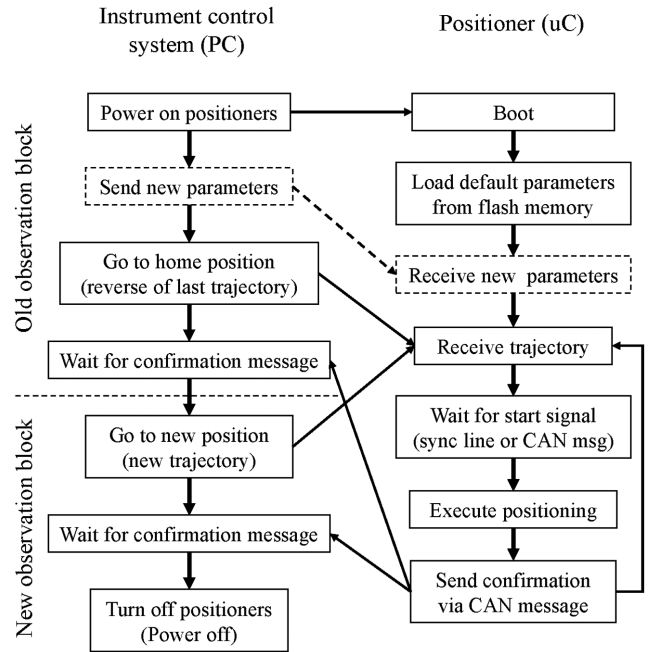 Instrument control
system (PC)
Positioner (uC)
Old observation block
New observation block
Power on positioners
Send new parameters
Go to home position
(reverse of last trajectory)
Wait for confirmation message
Go to new position
(new trajectory)
Wait for confirmation message
Turn off positioners
(Power off)
Boot
Load default parameters
from flash memory
Receive new parameters
Receive trajectory
Wait for start signal
(sync line or CAN msg)
Execute positioning
Send confirmation
via CAN message